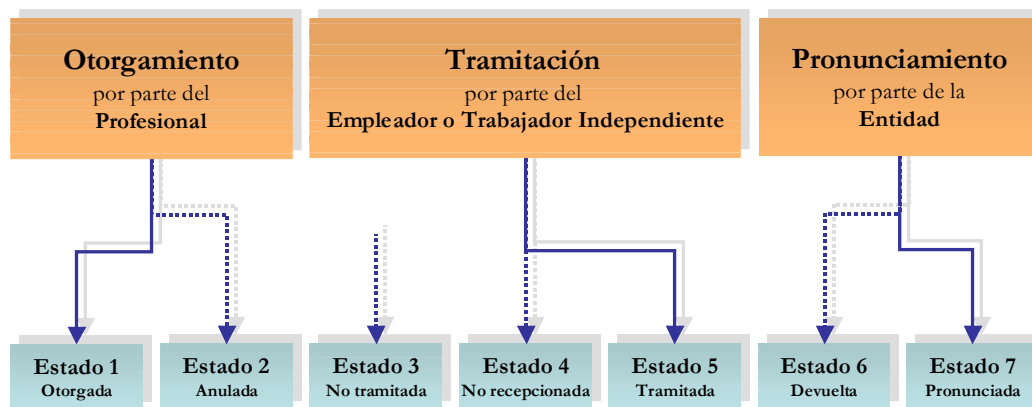 Otorgamiento
por parte del
Profesional
Tramitación
por parte del
Empleador o Trabajador Independiente
Pronunciamiento
por parte de la
Entidad
Estado 1
Otorgada
Estado 2
Anulada
Estado 3
No tramitada
Estado 4
No recepcionada
Estado 5
Tramitada
Estado 6
Devuelta
Estado 7
Pronunciada